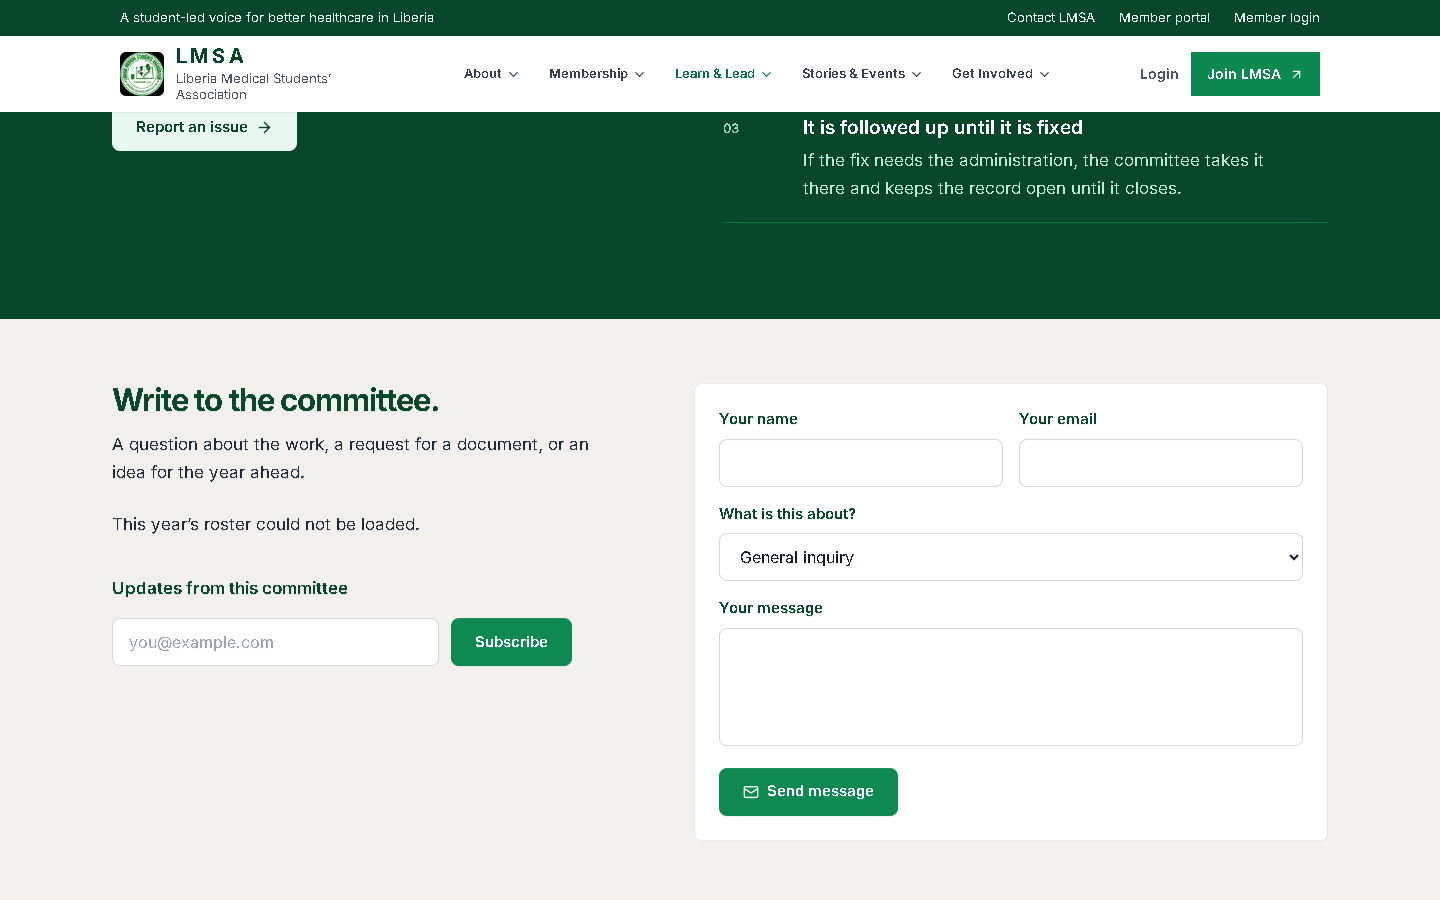 A student-led voice for better healthcare in Liberia
Contact LMSA
Member portal
Member login
LMSA
Liberia Medical Students’
Association
About
Membership
Learn & Lead
Stories & Events
Get Involved
Login
Join LMSA
Report an issue
03
It is followed up until it is fixed
If the fix needs the administration, the committee takes it
there and keeps the record open until it closes.
Write to the committee.
A question about the work, a request for a document, or an
idea for the year ahead.
This year’s roster could not be loaded.
Updates from this committee
you@example.com
Subscribe
Your name
Your email
What is this about?
General inquiry
Your message
Send message